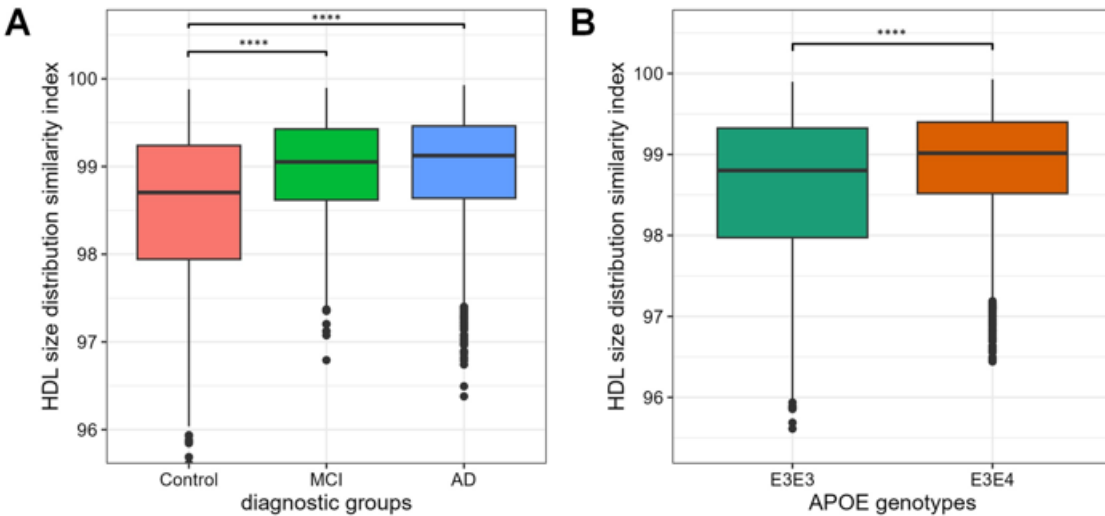 A
HDL size distribution similarity index
****
****
100
99
98
97
96
Control MCI AD
diagnostic groups
B
HDL size distribution similarity index
****
100
99
98
97
96
E3E3 E3E4
APOE genotypes